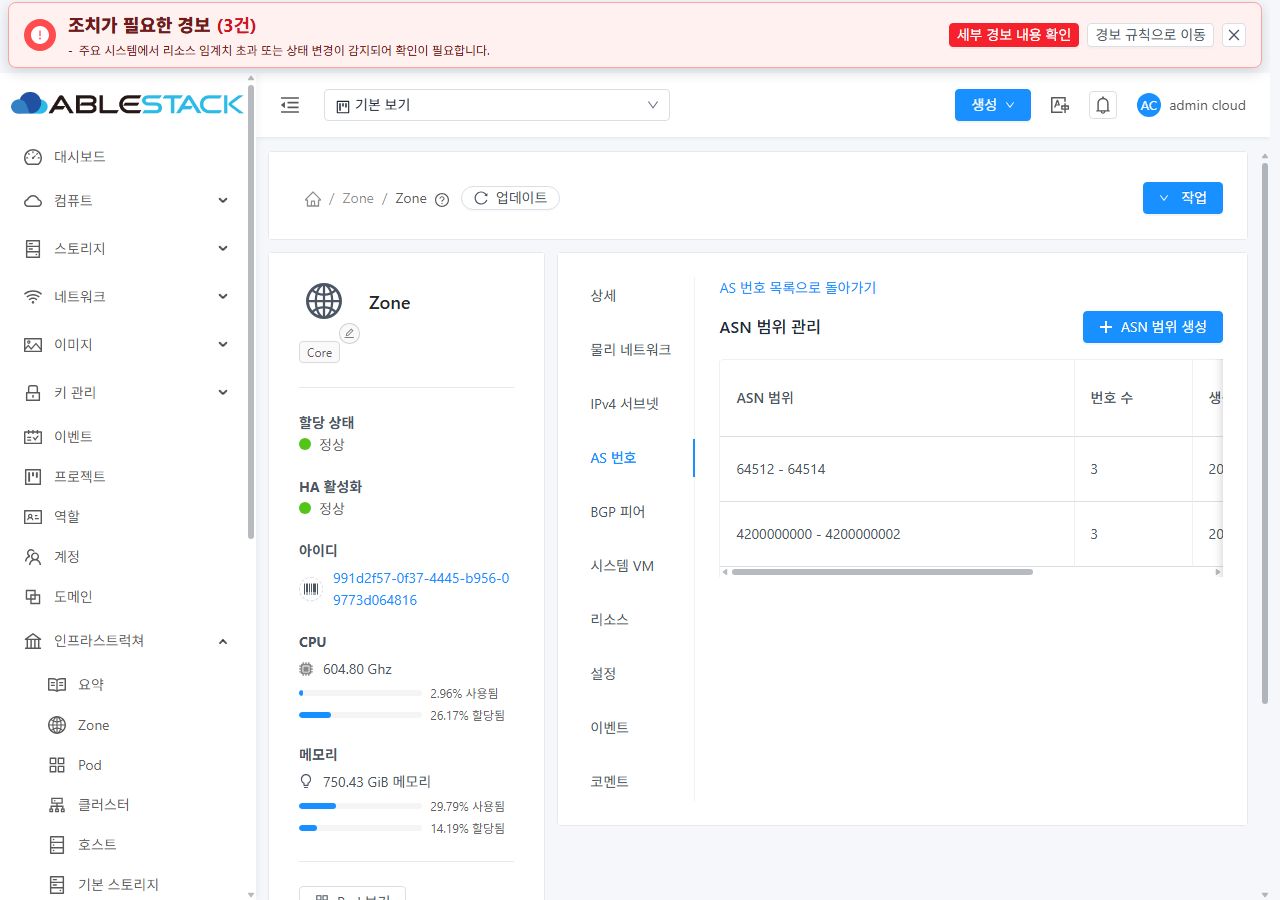 조치가 필요한 경보 (3건)
- 주요 시스템에서 리소스 임계치 초과 또는 상태 변경이 감지되어 확인이 필요합니다.
세부 경보 내용 확인
경보 규칙으로 이동
ABLESTACK
기본 보기
생성
AC admin cloud
대시보드
컴퓨트
스토리지
네트워크
이미지
키 관리
이벤트
프로젝트
역할
계정
도메인
인프라스트럭쳐
요약
Zone
Pod
클러스터
호스트
기본 스토리지
/ Zone / Zone
업데이트
작업
Zone
Core
할당 상태
정상
HA 활성화
정상
아이디
991d2f57-0f37-4445-b956-0
9773d064816
CPU
604.80 Ghz
2.96% 사용됨
26.17% 할당됨
메모리
750.43 GiB 메모리
29.79% 사용됨
14.19% 할당됨
상세
물리 네트워크
IPv4 서브넷
AS 번호
BGP 피어
시스템 VM
리소스
설정
이벤트
코멘트
AS 번호 목록으로 돌아가기
ASN 범위 관리
ASN 범위 생성
ASN 범위 번호 수 생
64512 - 64514 3 20
4200000000 - 4200000002 3 20